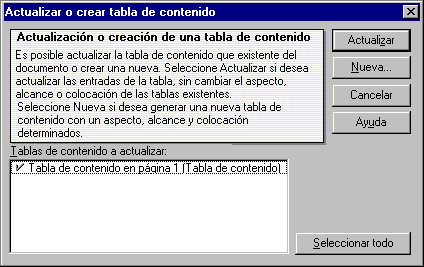 Actualizar o crear tabla de contenido
Actualización o creación de una tabla de contenido
Es posible actualizar la tabla de contenido que existente del
documento o crear una nueva. Seleccione Actualizar si desea
actualizar las entradas de la tabla, sin cambiar el aspecto,
alcance o colocación de las tablas existentes.
Seleccione Nueva si desea generar una nueva tabla de
contenido con un aspecto, alcance y colocación
determinados.
Actualizar
Nueva...
Cancelar
Ayuda
Tablas de contenido a actualizar:
Tabla de contenido en página 1 (Tabla de contenido)
Seleccionar todo